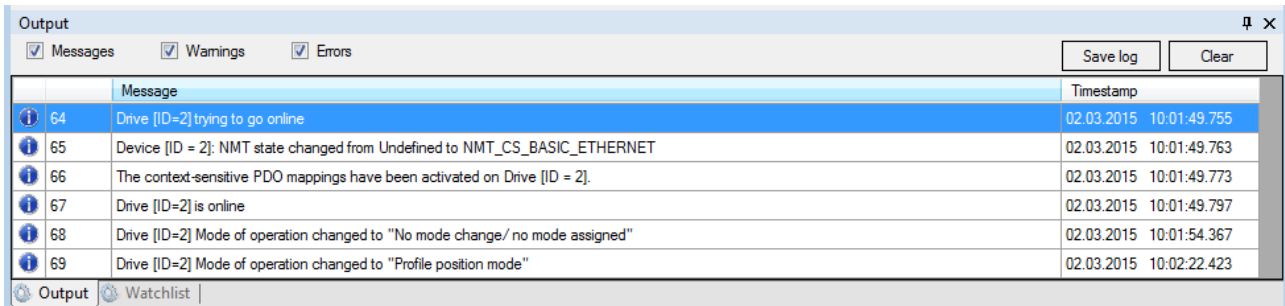 Output
Messages Warnings Errors Save log Clear
Message Timestamp
64 Drive [ID=2] trying to go online 02.03.2015 10:01:49.755
65 Device [ID = 2]: NMT state changed from Undefined to NMT_CS_BASIC_ETHERNET 02.03.2015 10:01:49.763
66 The context-sensitive PDO mappings have been activated on Drive [ID = 2]. 02.03.2015 10:01:49.773
67 Drive [ID=2] is online 02.03.2015 10:01:49.797
68 Drive [ID=2] Mode of operation changed to "No mode change/ no mode assigned" 02.03.2015 10:01:54.367
69 Drive [ID=2] Mode of operation changed to "Profile position mode" 02.03.2015 10:02:22.423
Output Watchlist